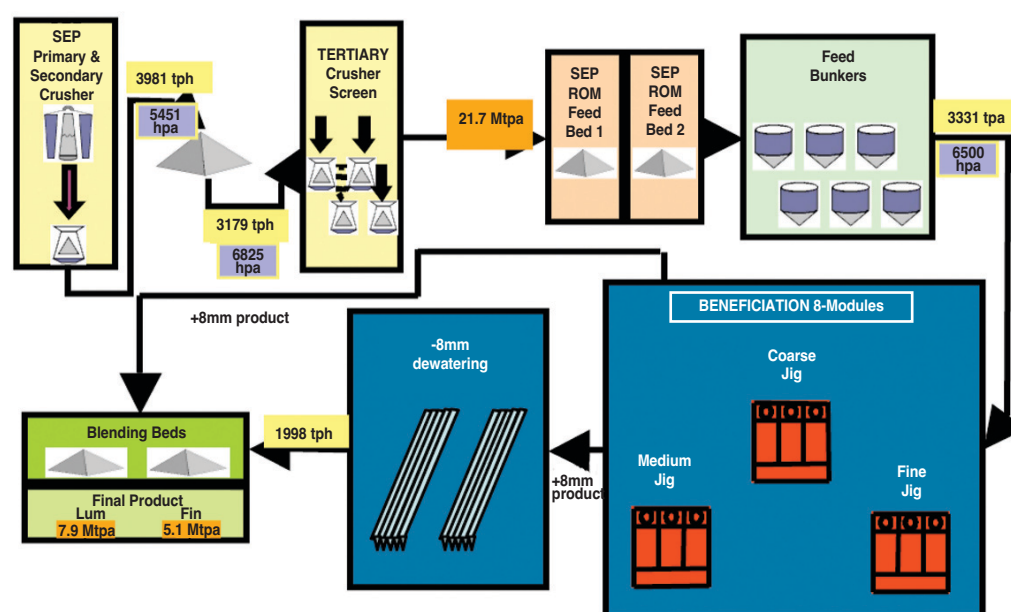 SEP
Primary &
Secondary
Crusher
3981 tph
5451
hpa
3179 tph
6825
hpa
TERTIARY
Crusher
Screen
21.7 Mtpa
SEP
ROM
Feed
Bed 1
SEP
ROM
Feed
Bed 2
Feed
Bunkers
3331 tpa
6500
hpa
BENEFICIATION 8-Modules
Coarse
Jig
Medium
Jig
Fine
Jig
+8mm
product
+8mm product
-8mm
dewatering
1998 tph
Blending Beds
Final Product
Lum
Fin
7.9 Mtpa
5.1 Mtpa